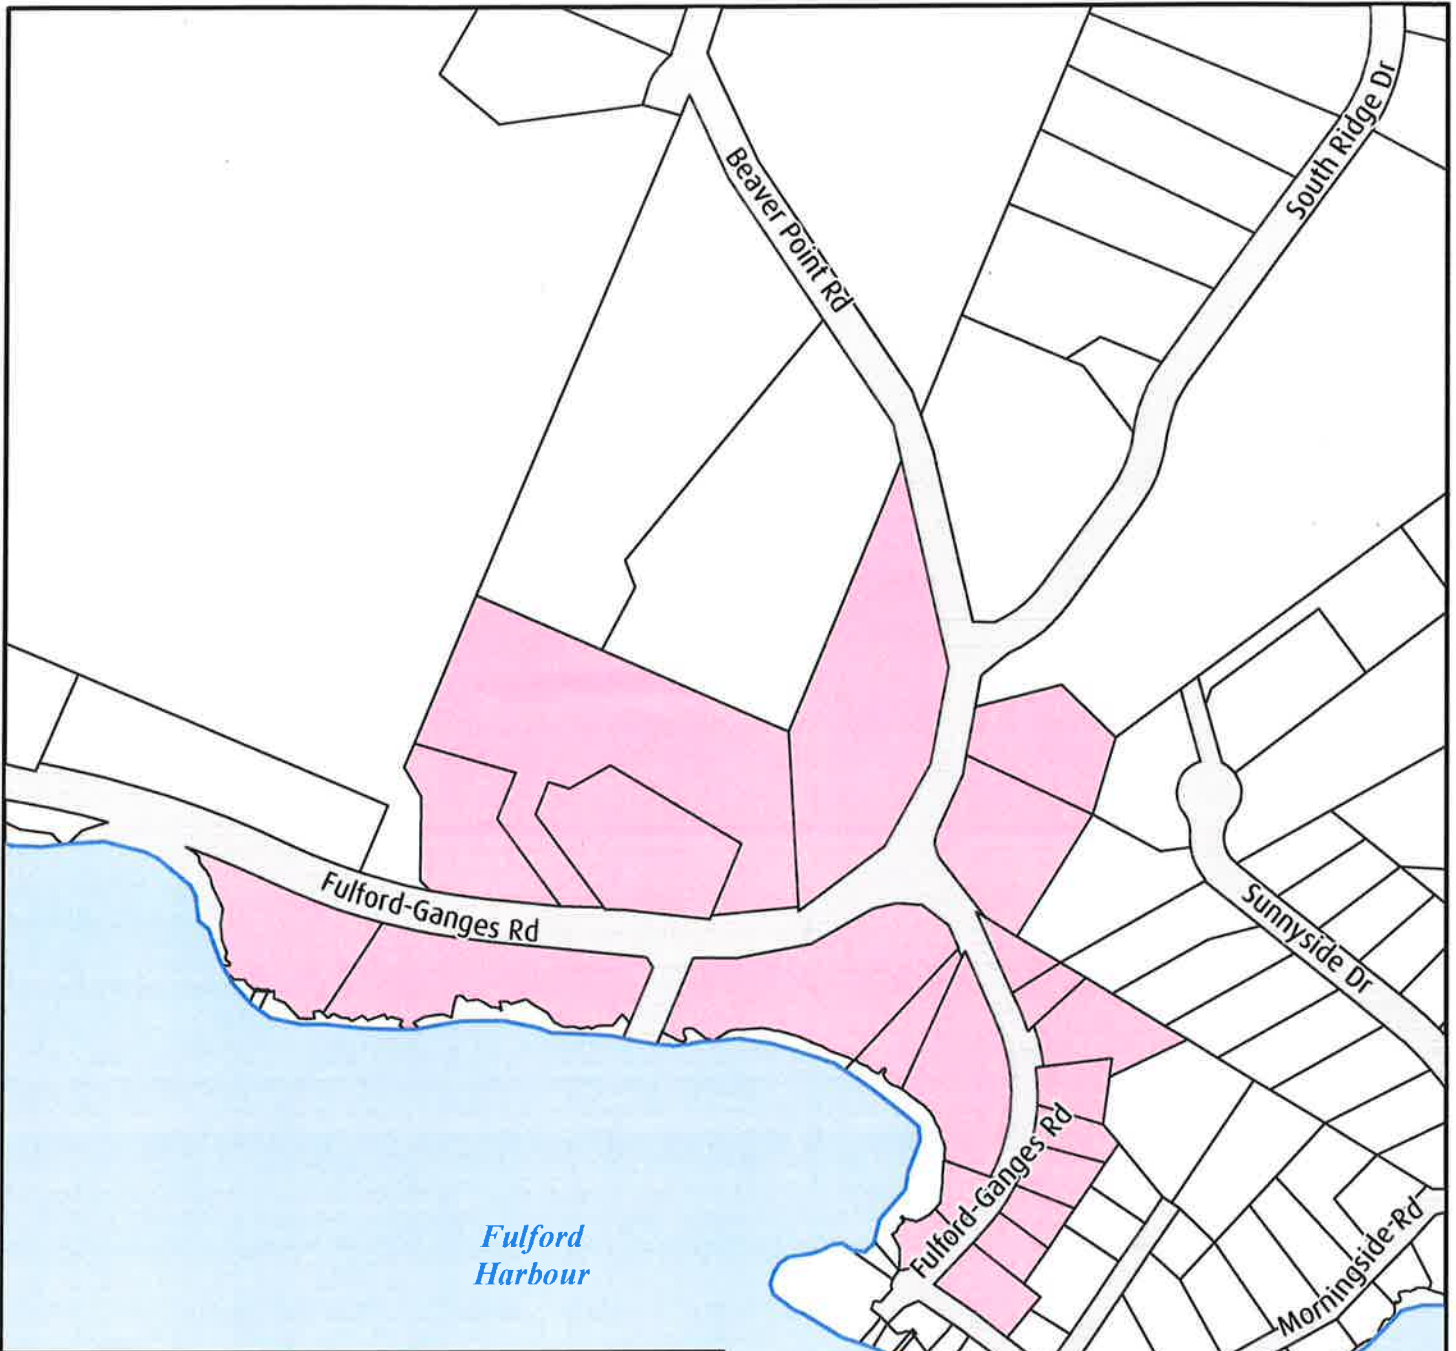 South Ridge Dr
Beaver Point Rd
Fulford-Ganges Rd
Sunnyside Dr
Fulford-Ganges Rd
Fulford
Harbour
Morningside Rd